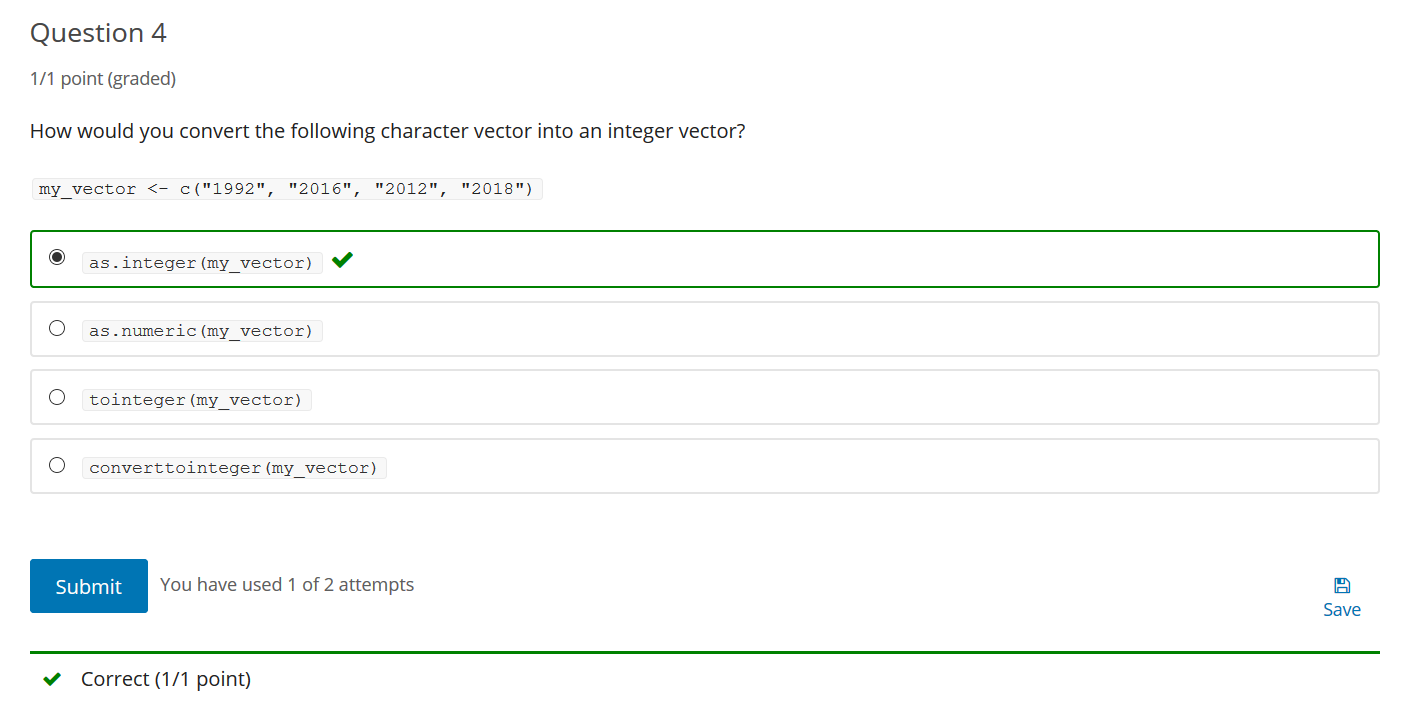 Question 4
1/1 point (graded)
How would you convert the following character vector into an integer vector?
my_vector <- c("1992", "2016", "2012", "2018")
as.integer(my_vector)
as.numeric(my_vector)
tointeger(my_vector)
converttointeger(my_vector)
Submit You have used 1 of 2 attempts
Save
Correct (1/1 point)